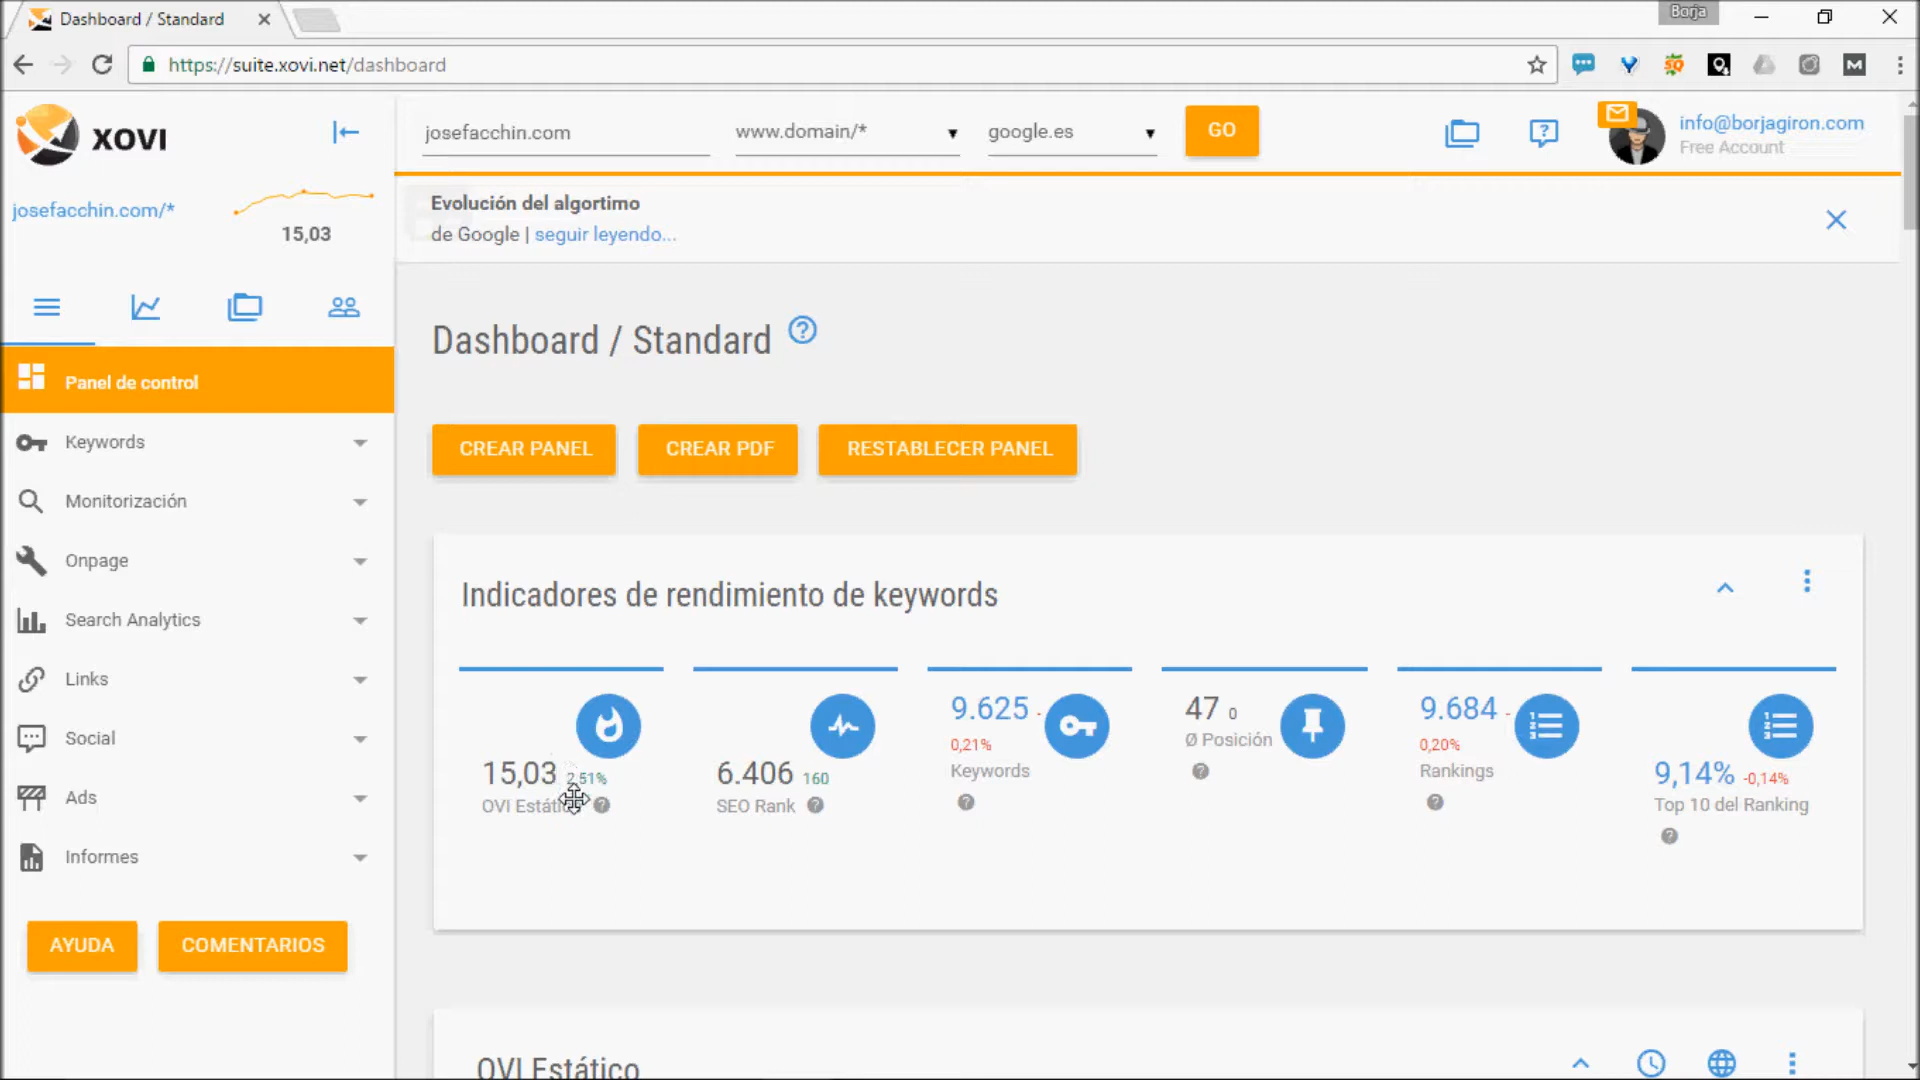 Dashboard / Standard
Borja
https://suite.xovi.net/dashboard
XOVI
josefacchin.com
www.domain/*
google.es
GO
info@borjagiron.com
Free Account
josefacchin.com/*
15,03
Evolución del algortimo
de Google | seguir leyendo...
Dashboard / Standard
Panel de control
Keywords
Monitorización
Onpage
Search Analytics
Links
Social
Ads
Informes
AYUDA
COMENTARIOS
CREAR PANEL
CREAR PDF
RESTABLECER PANEL
Indicadores de rendimiento de keywords
15,03 2,51%
OVI Estático
6.406 160
SEO Rank
9.625 -
0,21%
Keywords
47 0
Ø Posición
9.684 -
0,20%
Rankings
9,14% -0,14%
Top 10 del Ranking
OVI Estático